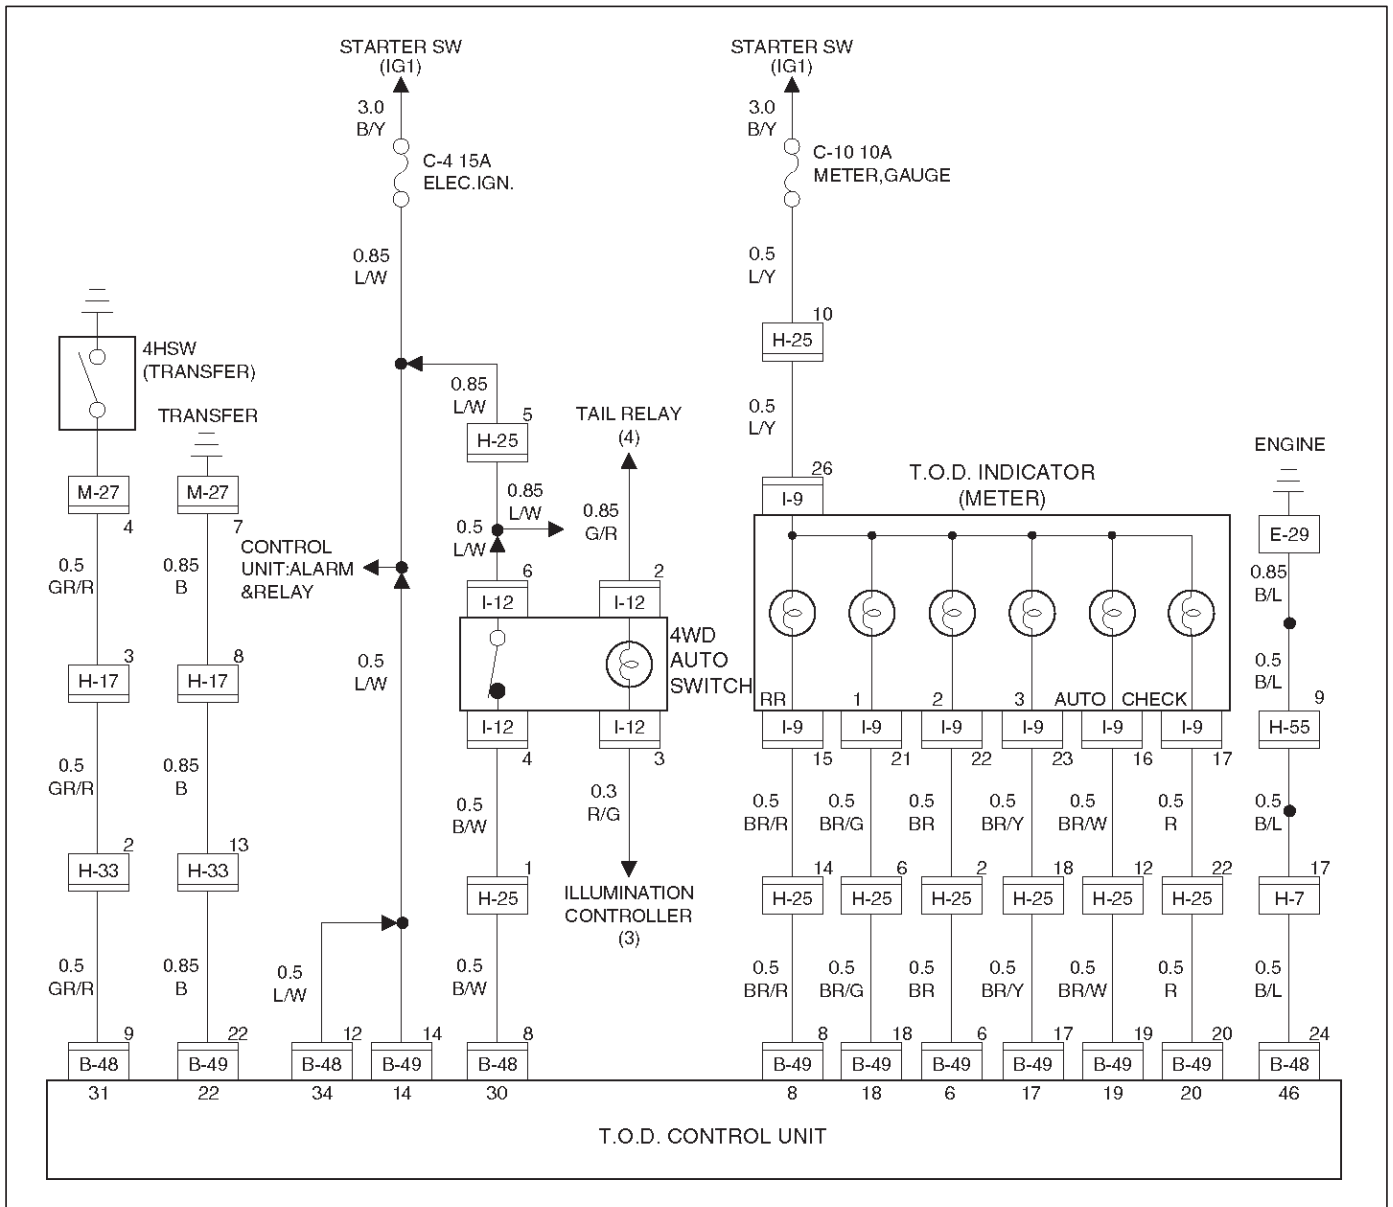 STARTER SW
(IG1)
STARTER SW
(IG1)
3.0
B/Y
3.0
B/Y
C-4 15A
ELEC.IGN.
C-10 10A
METER,GAUGE
0.85
L/W
0.5
L/Y
10
H-25
4HSW
(TRANSFER)
0.85
L/W
0.5
L/Y
TRANSFER
5
H-25
TAIL RELAY
(4)
ENGINE
26
I-9
T.O.D. INDICATOR
(METER)
M-27
4
M-27
7
0.85
L/W
0.5
L/W
0.85
G/R
E-29
CONTROL
UNIT:ALARM
&RELAY
0.5
GR/R
0.85
B
0.85
B/L
6
I-12
2
I-12
4WD
AUTO
SWITCH
3
H-17
8
H-17
0.5
L/W
0.5
B/L
RR
1
2
3
AUTO
CHECK
9
H-55
I-12
4
I-12
3
I-9
15
I-9
21
I-9
22
I-9
23
I-9
16
I-9
17
0.5
GR/R
0.85
B
0.5
B/W
0.3
R/G
0.5
BR/R
0.5
BR/G
0.5
BR
0.5
BR/Y
0.5
BR/W
0.5
R
0.5
B/L
2
H-33
13
H-33
1
H-25
ILLUMINATION
CONTROLLER
(3)
14
H-25
6
H-25
2
H-25
18
H-25
12
H-25
22
H-25
17
H-7
0.5
GR/R
0.85
B
0.5
L/W
0.5
B/W
0.5
BR/R
0.5
BR/G
0.5
BR
0.5
BR/Y
0.5
BR/W
0.5
R
0.5
B/L
9
22
12
14
8
8
18
6
17
19
20
24
B-48
B-49
B-48
B-49
B-48
B-49
B-49
B-49
B-49
B-49
B-49
B-48
31
22
34
14
30
8
18
6
17
19
20
46
T.O.D. CONTROL UNIT